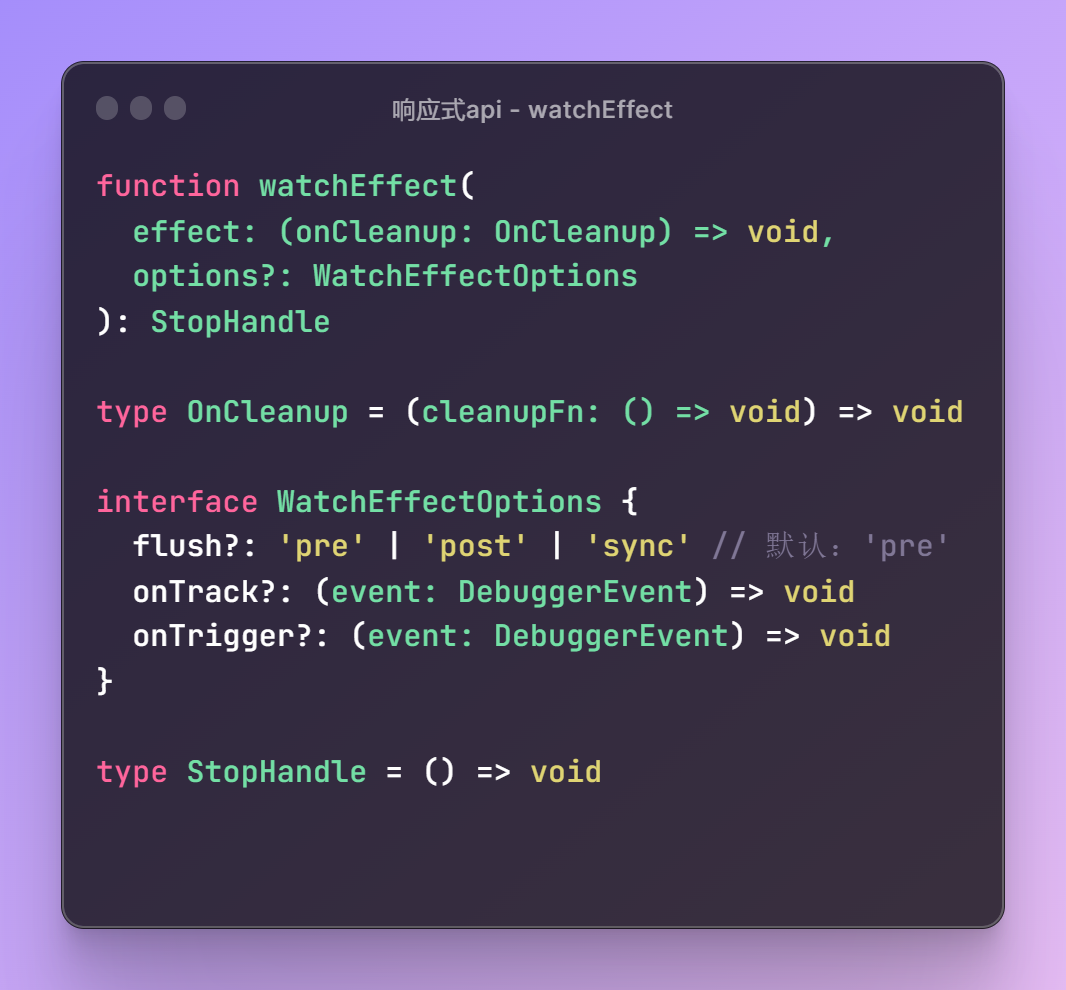 响应式api - watchEffect
function watchEffect(
  effect: (onCleanup: OnCleanup) => void,
  options?: WatchEffectOptions
): StopHandle
type OnCleanup = (cleanupFn: () => void) => void
interface WatchEffectOptions {
  flush?: 'pre' | 'post' | 'sync' // 默认：'pre'
  onTrack?: (event: DebuggerEvent) => void
  onTrigger?: (event: DebuggerEvent) => void
}
type StopHandle = () => void